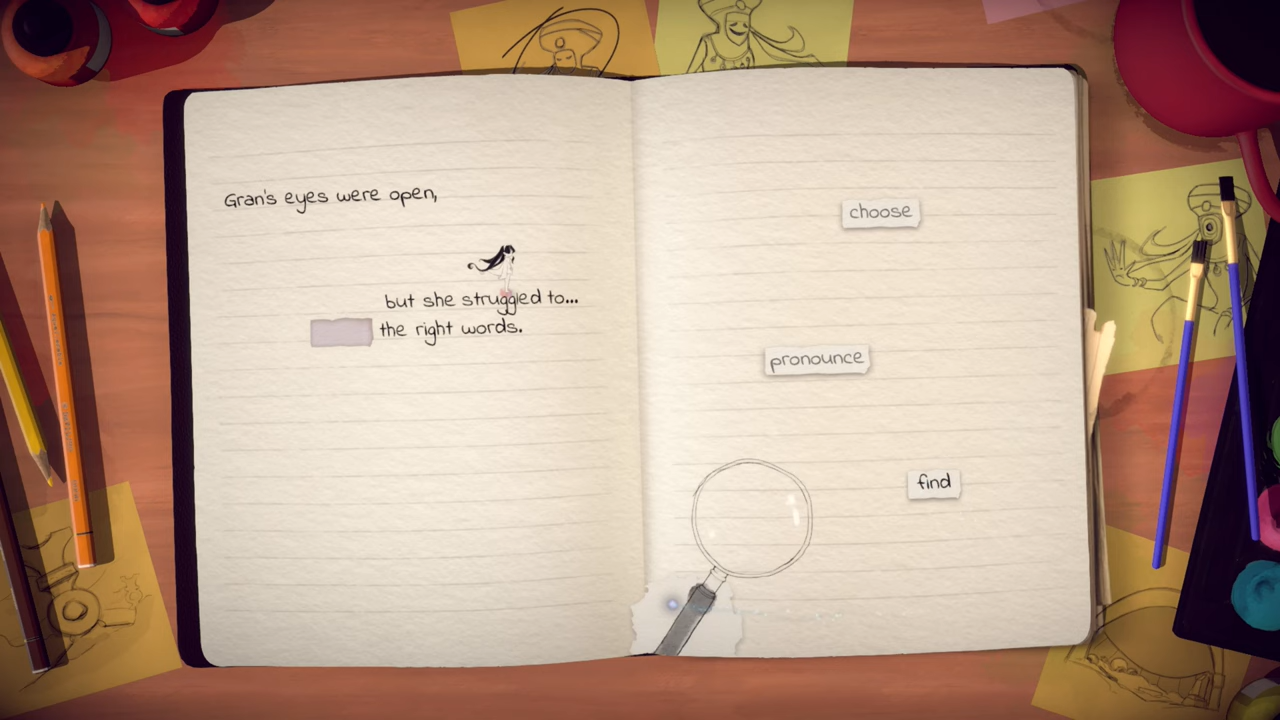 Gran's eyes were open,
but she struggled to...
the right words.
choose
pronounce
find